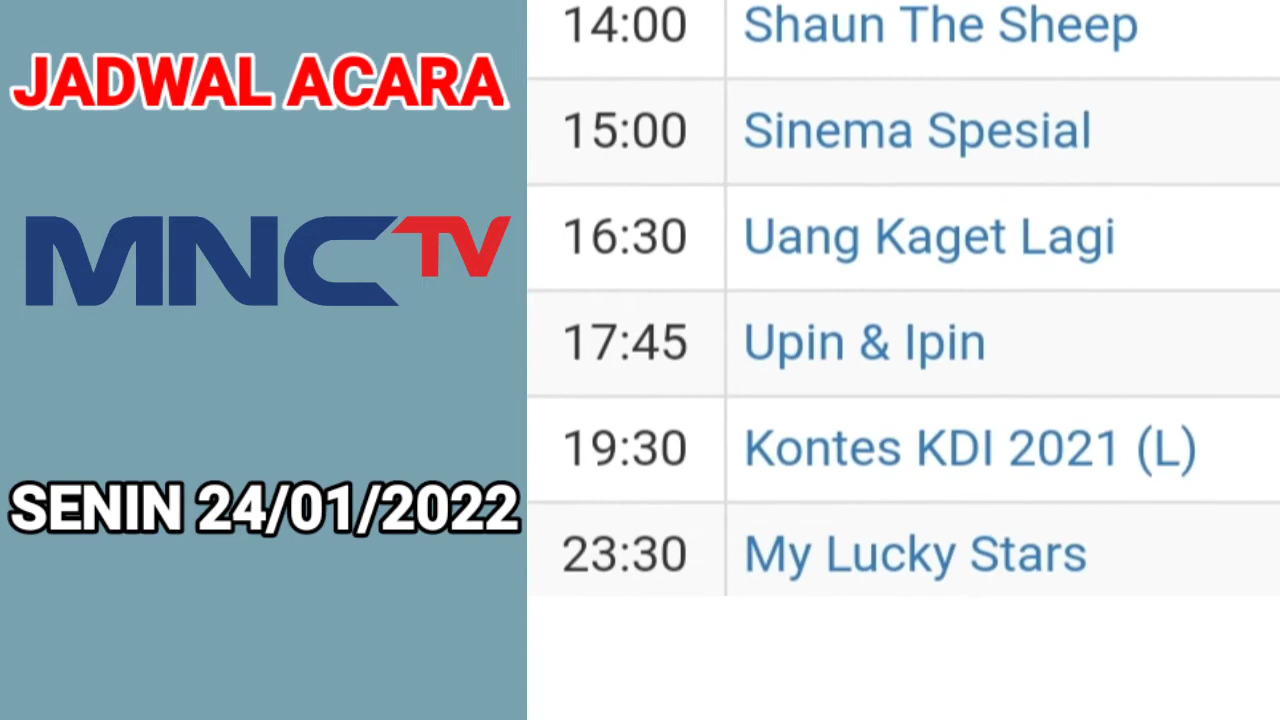 JADWAL ACARA
MNCTV
SENIN 24/01/2022
14:00 Shaun The Sheep
15:00 Sinema Spesial
16:30 Uang Kaget Lagi
17:45 Upin & Ipin
19:30 Kontes KDI 2021 (L)
23:30 My Lucky Stars